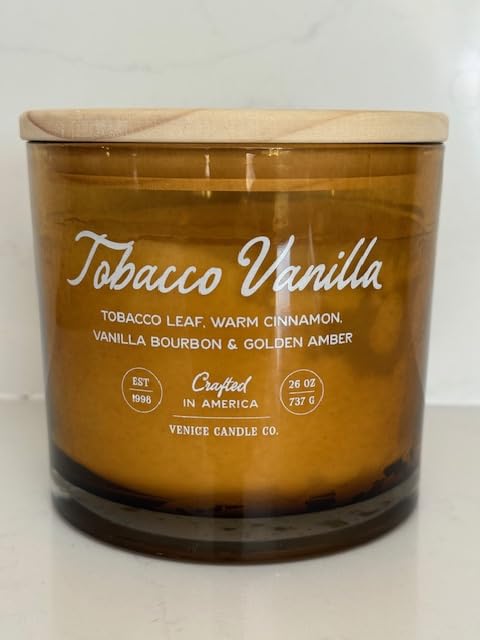 Tobacco Vanilla
TOBACCO LEAF, WARM CINNAMON,
VANILLA BOURBON & GOLDEN AMBER
EST
1998
Crafted
IN AMERICA
26 OZ
737 G
VENICE CANDLE CO.